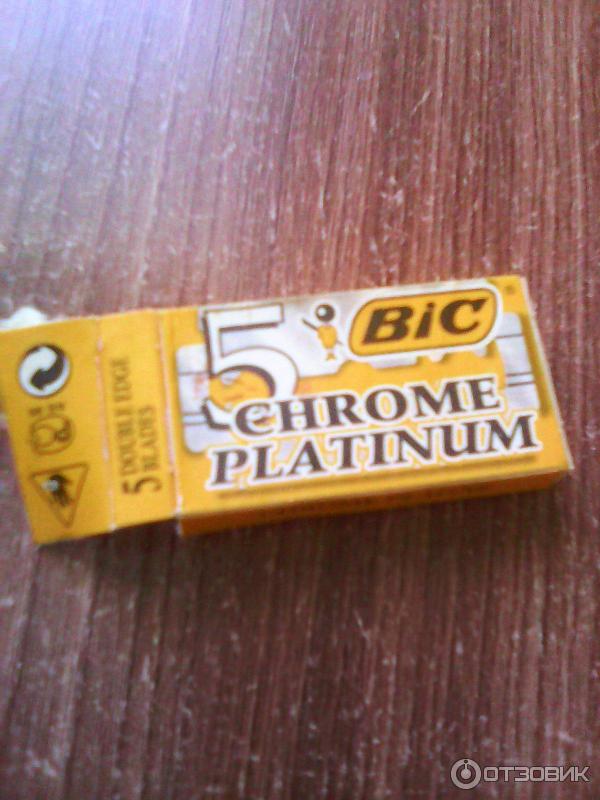 5 BiC ®
CHROME
PLATINUM
5 DOUBLE EDGE
BLADES
ОТЗОВИК